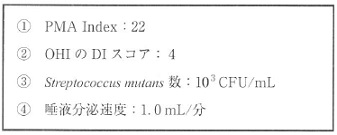 ① PMA Index：22
② OHI の DI スコア：4
③ Streptococcus mutans 数：10³ CFU/mL
④ 唾液分泌速度：1.0 mL/分